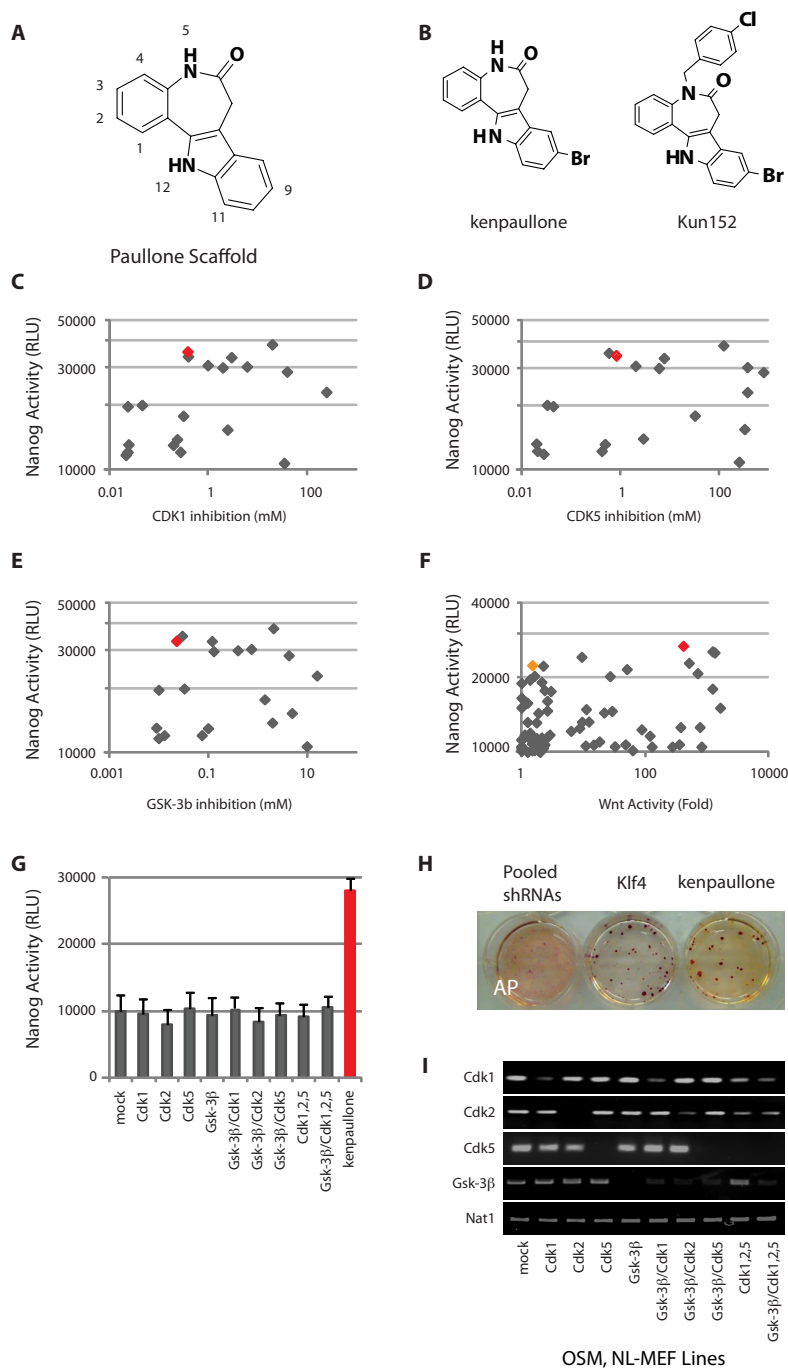 A
5
H
N
O
4
3
2
1
HN
12
11
9
Paullone Scaffold
B
H
N
O
HN
Br
kenpaullone
Cl
N
O
HN
Br
Kun152
C
Nanog Activity (RLU)
50000
30000
10000
0.01
1
100
CDK1 inhibition (mM)
D
Nanog Activity (RLU)
50000
30000
10000
0.01
1
100
CDK5 inhibition (mM)
E
Nanog Activity (RLU)
50000
30000
10000
0.001
0.1
10
GSK-3b inhibition (mM)
F
Nanog Activity (RLU)
40000
20000
10000
1
100
10000
Wnt Activity (Fold)
G
Nanog Activity (RLU)
30000
20000
10000
0
mock
Cdk1
Cdk2
Cdk5
Gsk-3β
Gsk-3β/Cdk1
Gsk-3β/Cdk2
Gsk-3β/Cdk5
Cdk1,2,5
Gsk-3β/Cdk1,2,5
kenpaullone
H
Pooled
shRNAs
Klf4
kenpaullone
AP
I
Cdk1
Cdk2
Cdk5
Gsk-3β
Nat1
mock
Cdk1
Cdk2
Cdk5
Gsk-3β
Gsk-3β/Cdk1
Gsk-3β/Cdk2
Gsk-3β/Cdk5
Cdk1,2,5
Gsk-3β/Cdk1,2,5
OSM, NL-MEF Lines